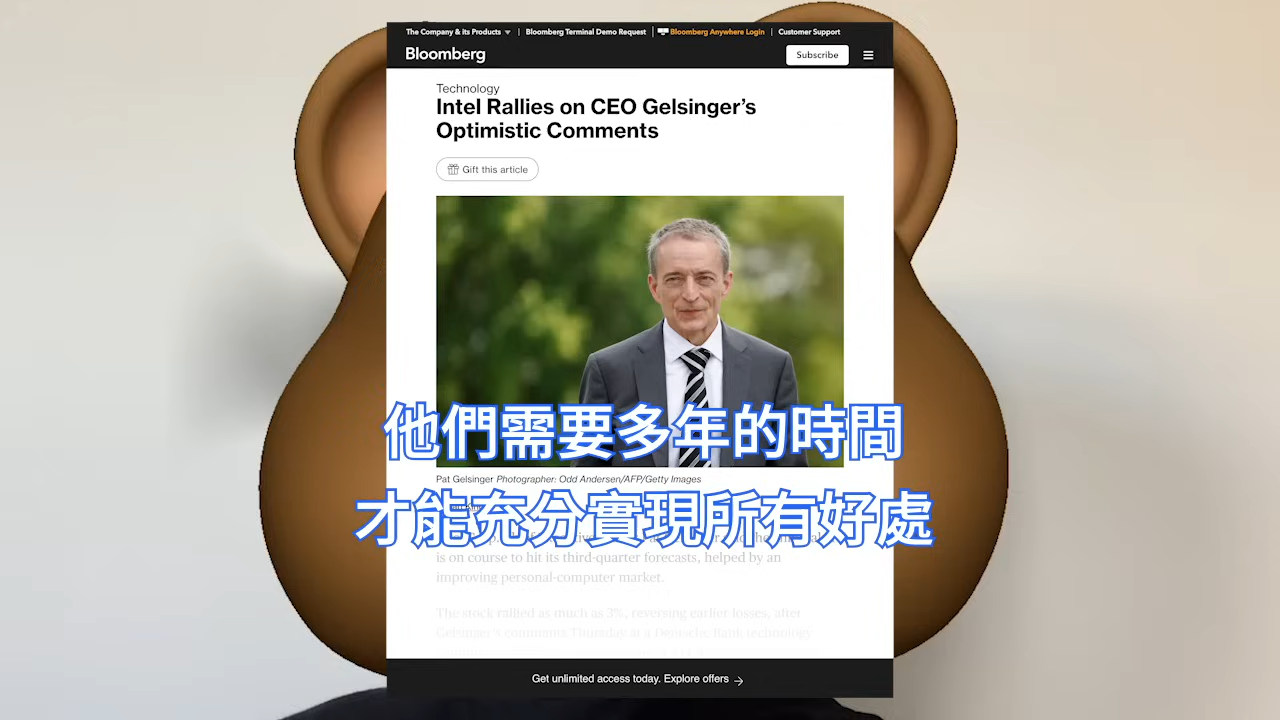 The Company & its Products
Bloomberg Terminal Demo Request
Bloomberg Anywhere Login
Customer Support
Bloomberg
Subscribe
Technology
Intel Rallies on CEO Gelsinger’s
Optimistic Comments
Gift this article
他們需要多年的時間
Pat Gelsinger Photographer: Odd Andersen/AFP/Getty Images
才能充分實現所有好處
is on course to hit its third-quarter forecasts, helped by an
improving personal-computer market.
The stock rallied as much as 3%, reversing earlier losses, after
Gelsinger’s comments Thursday at a Deutsche Bank technology
Get unlimited access today. Explore offers